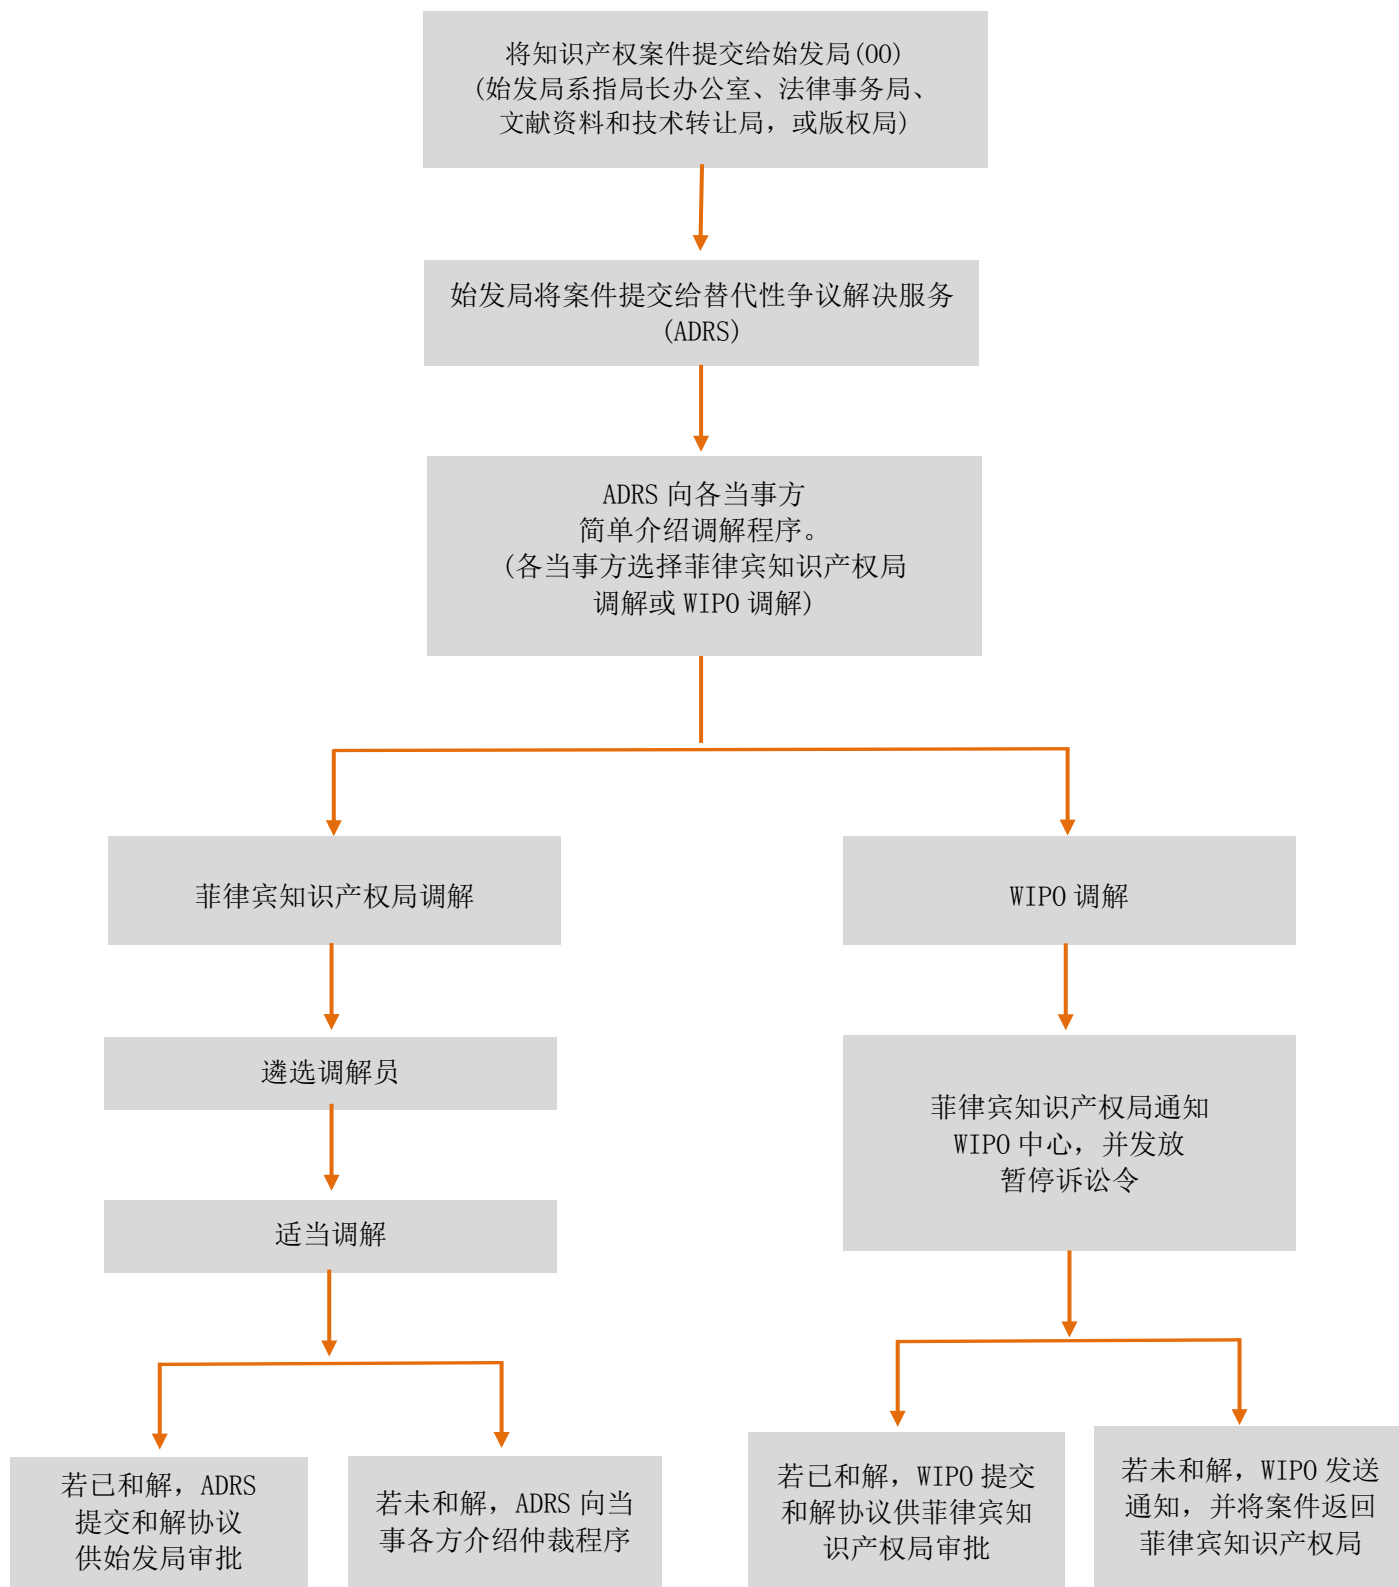 将知识产权案件提交给始发局(OO)
(始发局系指局长办公室、法律事务局、
文献资料和技术转让局，或版权局)
始发局将案件提交给替代性争议解决服务
(ADRS)
ADRS 向各当事方
简单介绍调解程序。
(各当事方选择菲律宾知识产权局
调解或 WIPO 调解)
菲律宾知识产权局调解
WIPO 调解
遴选调解员
菲律宾知识产权局通知
WIPO 中心，并发放
暂停诉讼令
适当调解
若已和解，ADRS
提交和解协议
供始发局审批
若未和解，ADRS 向当
事各方介绍仲裁程序
若已和解，WIPO 提交
和解协议供菲律宾知
识产权局审批
若未和解，WIPO 发送
通知，并将案件返回
菲律宾知识产权局